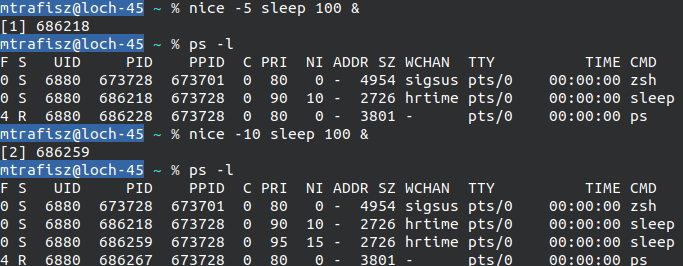 mtrafisz@loch-45 ~ % nice -5 sleep 100 &
[1] 686218
mtrafisz@loch-45 ~ % ps -l
F S   UID     PID    PPID  C PRI  NI ADDR SZ WCHAN  TTY          TIME CMD
0 S  6880  673728  673701  0  80   0 -  4954 sigsus pts/0    00:00:00 zsh
0 S  6880  686218  673728  0  90  10 -  2726 hrtime pts/0    00:00:00 sleep
4 R  6880  686228  673728  0  80   0 -  3801 -      pts/0    00:00:00 ps
mtrafisz@loch-45 ~ % nice -10 sleep 100 &
[2] 686259
mtrafisz@loch-45 ~ % ps -l
F S   UID     PID    PPID  C PRI  NI ADDR SZ WCHAN  TTY          TIME CMD
0 S  6880  673728  673701  0  80   0 -  4954 sigsus pts/0    00:00:00 zsh
0 S  6880  686218  673728  0  90  10 -  2726 hrtime pts/0    00:00:00 sleep
0 S  6880  686259  673728  0  95  15 -  2726 hrtime pts/0    00:00:00 sleep
4 R  6880  686267  673728  0  80   0 -  3801 -      pts/0    00:00:00 ps